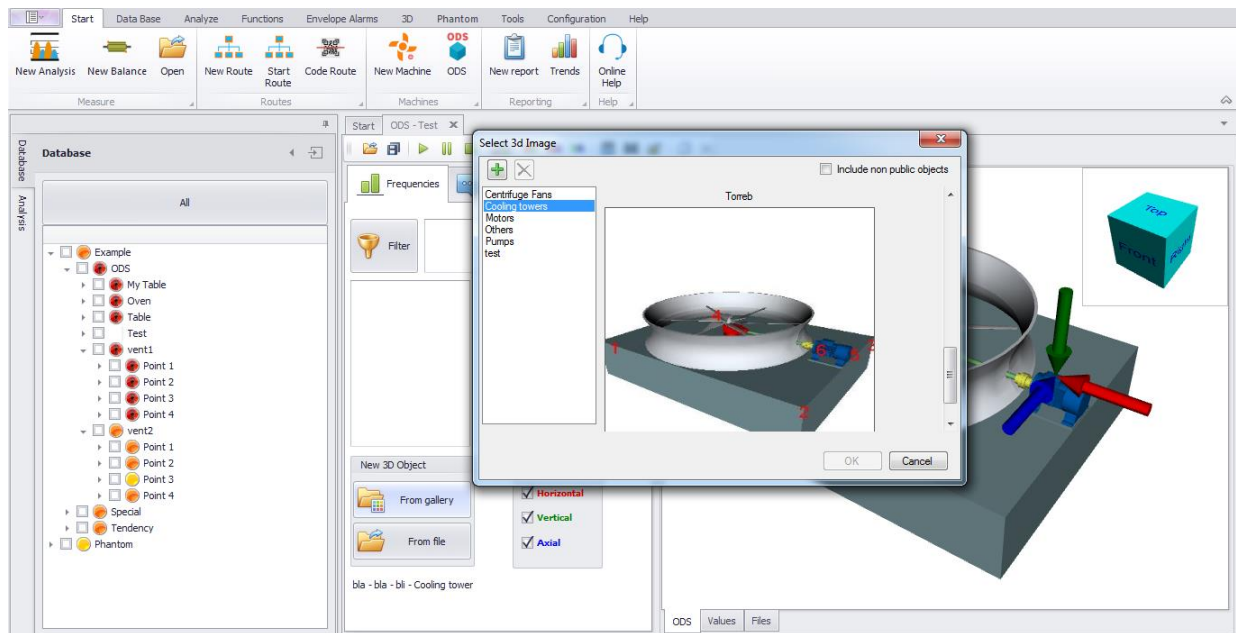 Start Data Base Analyze Functions Envelope Alarms 3D Phantom Tools Configuration Help
ODS
New Analysis New Balance Open New Route Start Route Code Route New Machine ODS New report Trends Online Help
Measure Routes Machines Reporting Help
Database
Analysis
Database
All
Example
ODS
My Table
Oven
Table
Test
vent1
Point 1
Point 2
Point 3
Point 4
vent2
Point 1
Point 2
Point 3
Point 4
Special
Tendency
Phantom
Start ODS - Test
Frequencies
Filter
New 3D Object
From gallery
From file
Horizontal
Vertical
Axial
bla - bla - bli - Cooling tower
Select 3d Image
Include non public objects
Centrifuge Fans
Cooling towers
Motors
Others
Pumps
test
Torreb
4
1
6
2
OK Cancel
Top
Front
Right
ODS Values Files